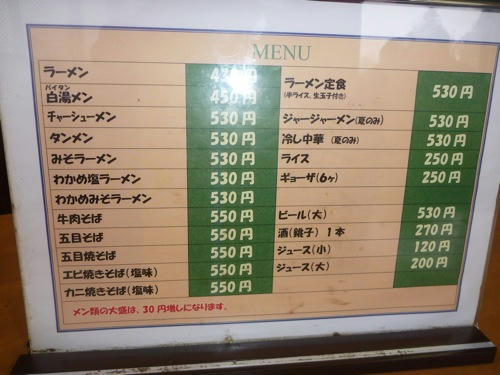 MENU
ラーメン
パイタン
白湯メン 450円
チャーシューメン 530円
タンメン 530円
みそラーメン 530円
わかめ塩ラーメン 530円
わかめみそラーメン 530円
牛肉そば 550円
五目そば 550円
五目焼そば 550円
エビ焼きそば(塩味) 550円
カニ焼きそば(塩味) 550円
ラーメン定食 530円
(半ライス、生玉子付き)
ジャージャーメン(夏のみ) 530円
冷し中華 (夏のみ) 530円
ライス 250円
ギョーザ(6ヶ) 250円
ビール(大) 530円
酒(銚子) 1本 270円
ジュース(小) 120円
ジュース(大) 200円
メン類の大盛は、30円増しになります。